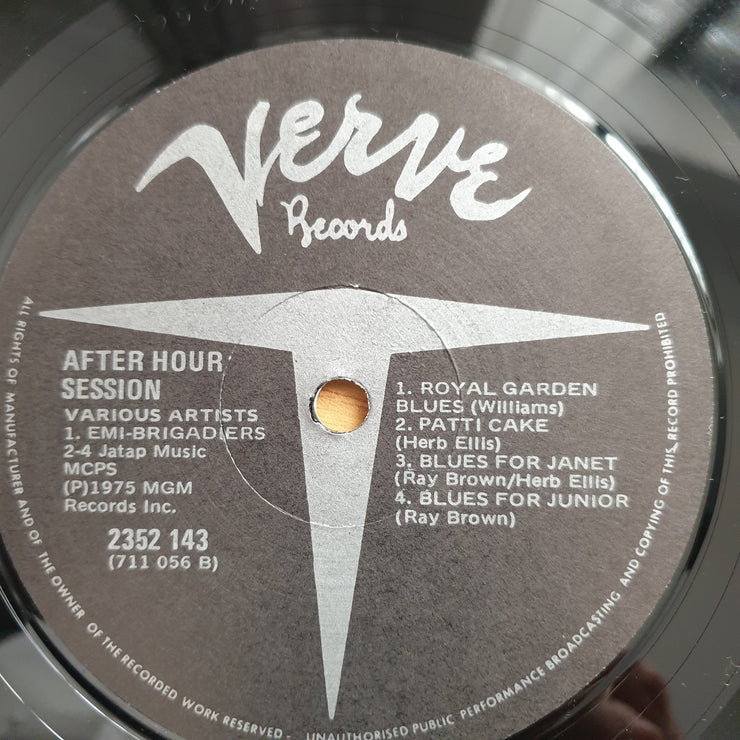 VERVE
Records
AFTER HOUR
SESSION
VARIOUS ARTISTS
1. EMI-BRIGADIERS
2-4 Jatap Music
MCPS
(P)1975 MGM
Records Inc.
2352 143
(711 056 B)
1. ROYAL GARDEN
BLUES (Williams)
2. PATTI CAKE
(Herb Ellis)
3. BLUES FOR JANET
(Ray Brown/Herb Ellis)
4. BLUES FOR JUNIOR
(Ray Brown)
ALL RIGHTS OF MANUFACTURER AND OF THE OWNER OF THE RECORDED WORK RESERVED - UNAUTHORISED PUBLIC PERFORMANCE BROADCASTING AND COPYING OF THIS RECORD PROHIBITED